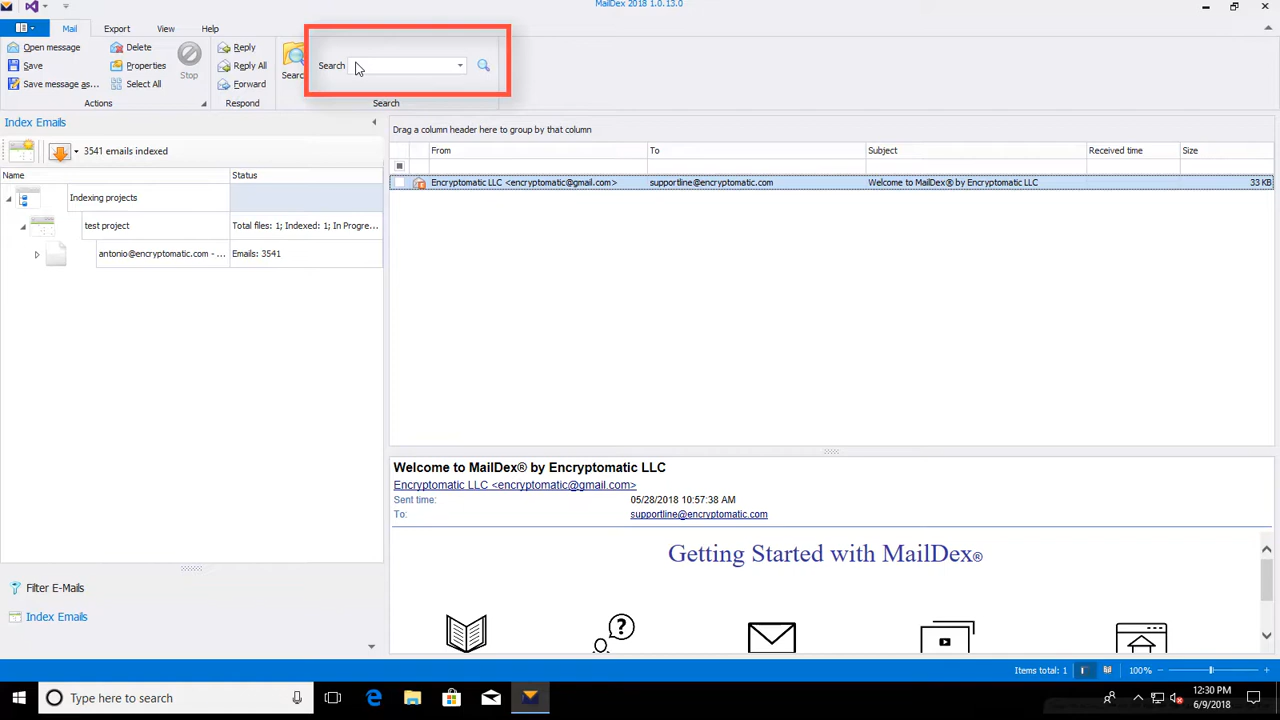 MailDex 2018 1.0.13.0
Mail Export View Help
Open message Delete Reply
Save Properties Stop Reply All Search
Save message as... Select All Forward
Actions Respond Search
Index Emails
3541 emails indexed
Name Status
Indexing projects
test project Total files: 1; Indexed: 1; In Progre...
antonio@encryptomatic.com - ... Emails: 3541
Filter E-Mails
Index Emails
Drag a column header here to group by that column
From To Subject Received time Size
Encryptomatic LLC <encryptomatic@gmail.com> supportline@encryptomatic.com Welcome to MailDex® by Encryptomatic LLC 33 KB
Welcome to MailDex® by Encryptomatic LLC
Encryptomatic LLC <encryptomatic@gmail.com>
Sent time: 05/28/2018 10:57:38 AM
To: supportline@encryptomatic.com
Getting Started with MailDex®
?
Items total: 1 100%
Type here to search
12:30 PM
6/9/2018